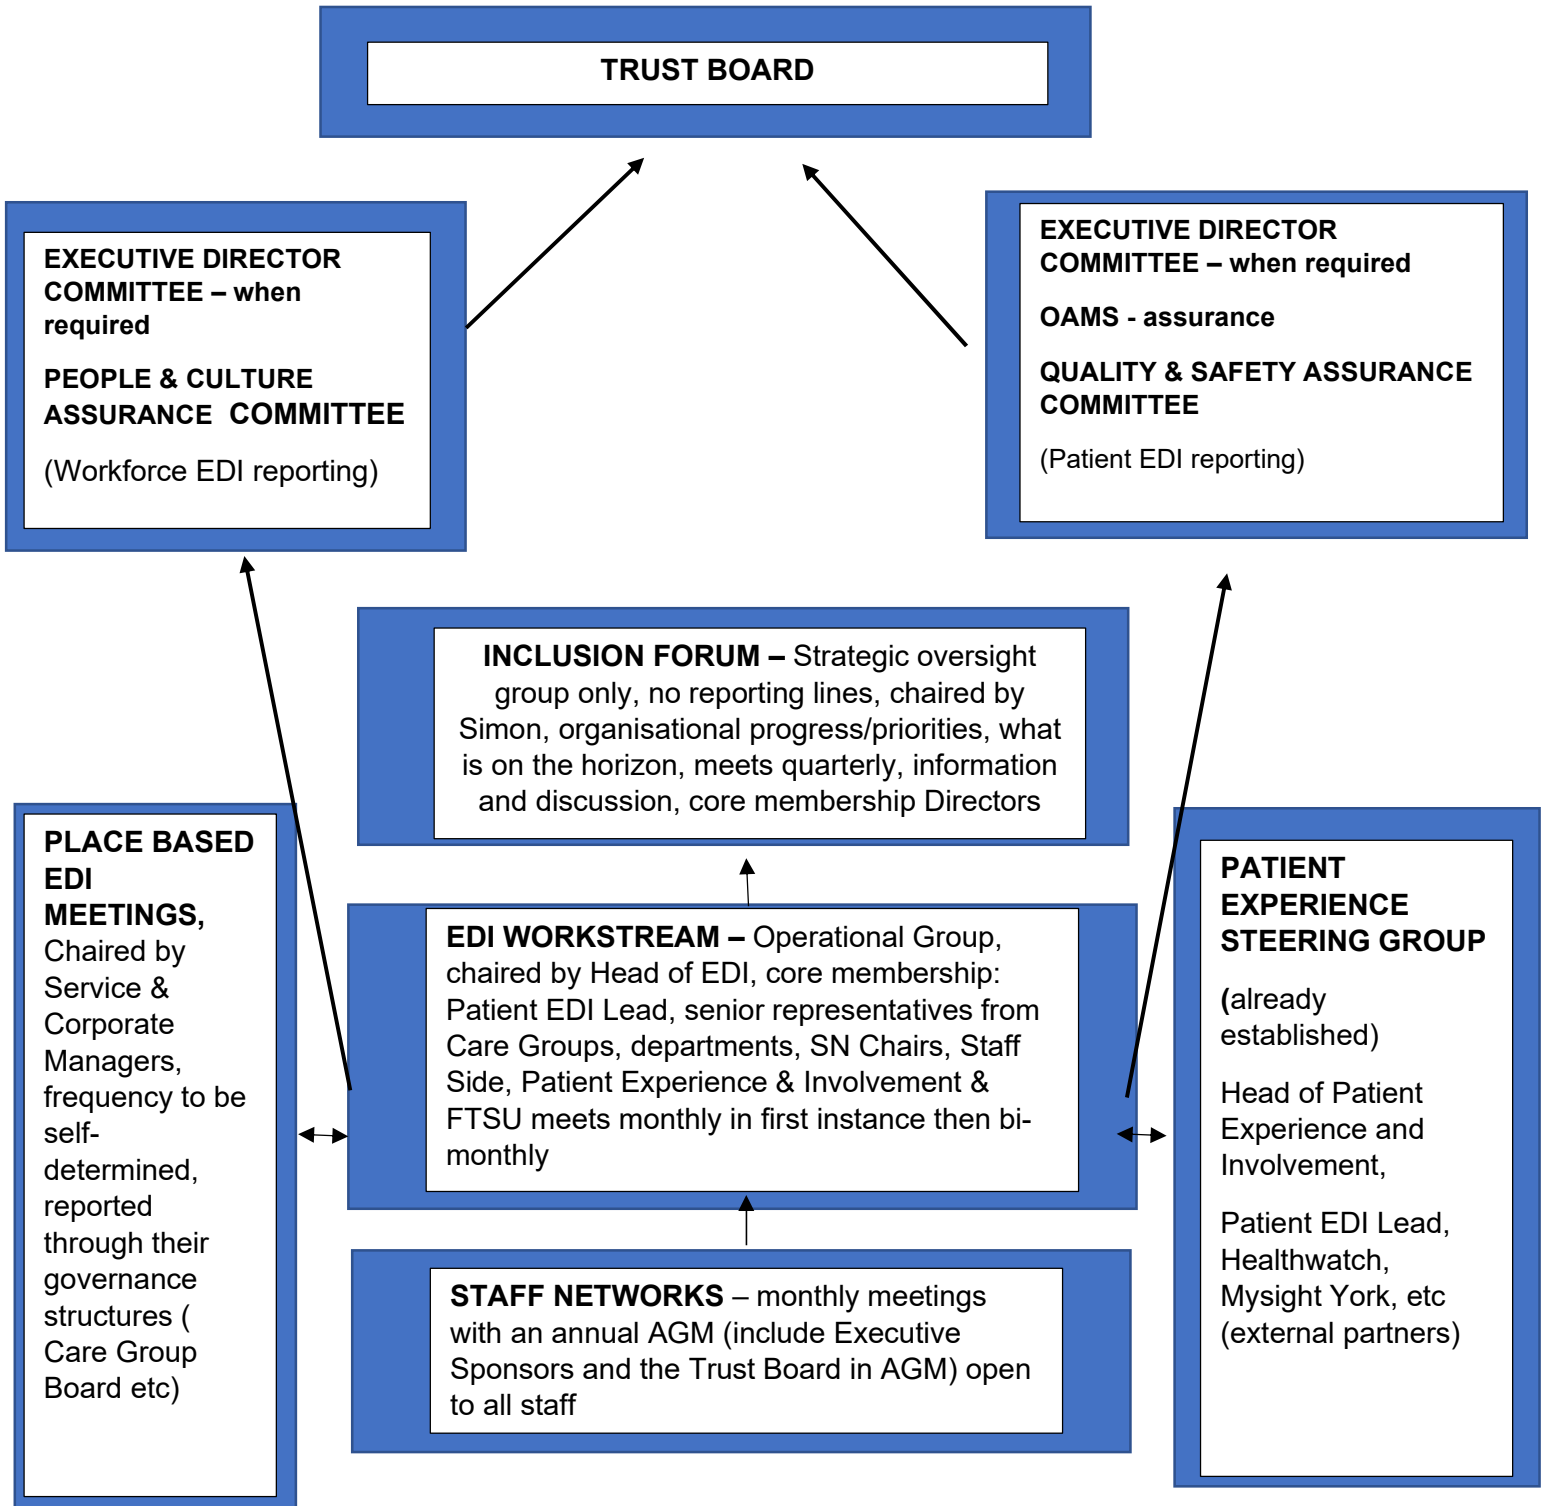 TRUST BOARD
EXECUTIVE DIRECTOR
COMMITTEE – when
required
PEOPLE & CULTURE
ASSURANCE COMMITTEE
(Workforce EDI reporting)
EXECUTIVE DIRECTOR
COMMITTEE – when required
OAMS - assurance
QUALITY & SAFETY ASSURANCE
COMMITTEE
(Patient EDI reporting)
INCLUSION FORUM – Strategic oversight
group only, no reporting lines, chaired by
Simon, organisational progress/priorities, what
is on the horizon, meets quarterly, information
and discussion, core membership Directors
PLACE BASED
EDI
MEETINGS,
Chaired by
Service &
Corporate
Managers,
frequency to be
self-
determined,
reported
through their
governance
structures (
Care Group
Board etc)
EDI WORKSTREAM – Operational Group,
chaired by Head of EDI, core membership:
Patient EDI Lead, senior representatives from
Care Groups, departments, SN Chairs, Staff
Side, Patient Experience & Involvement &
FTSU meets monthly in first instance then bi-
monthly
PATIENT
EXPERIENCE
STEERING GROUP
(already
established)
Head of Patient
Experience and
Involvement,
Patient EDI Lead,
Healthwatch,
Mysight York, etc
(external partners)
STAFF NETWORKS – monthly meetings
with an annual AGM (include Executive
Sponsors and the Trust Board in AGM) open
to all staff